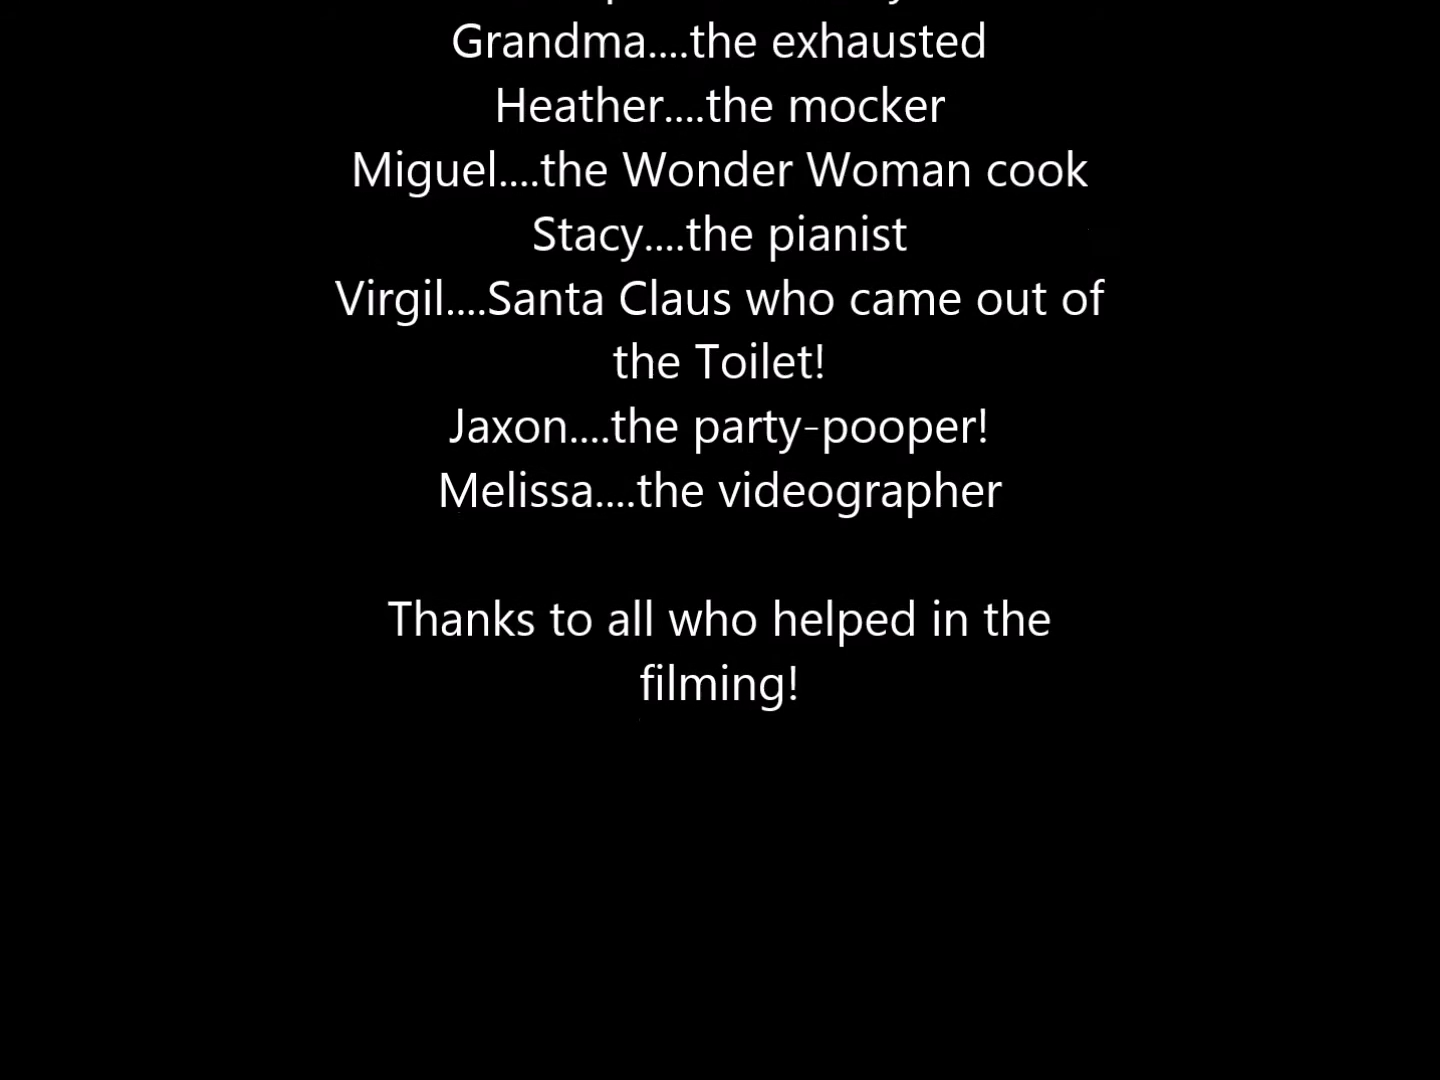 Grandma....the exhausted
Heather....the mocker
Miguel....the Wonder Woman cook
Stacy....the pianist
Virgil....Santa Claus who came out of
the Toilet!
Jaxon....the party-pooper!
Melissa....the videographer
Thanks to all who helped in the
filming!